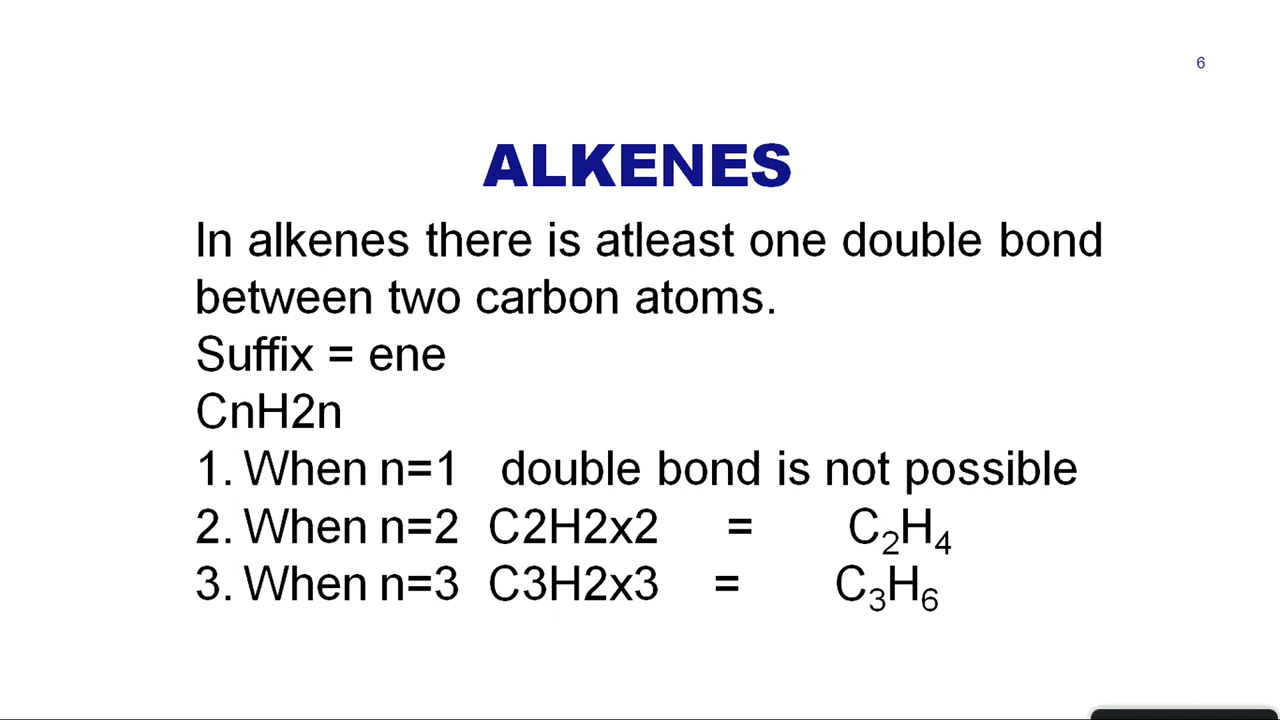 6
ALKENES
In alkenes there is atleast one double bond
between two carbon atoms.
Suffix = ene
CnH2n
1. When n=1 double bond is not possible
2. When n=2 C2H2x2 = C₂H₄
3. When n=3 C3H2x3 = C₃H₆